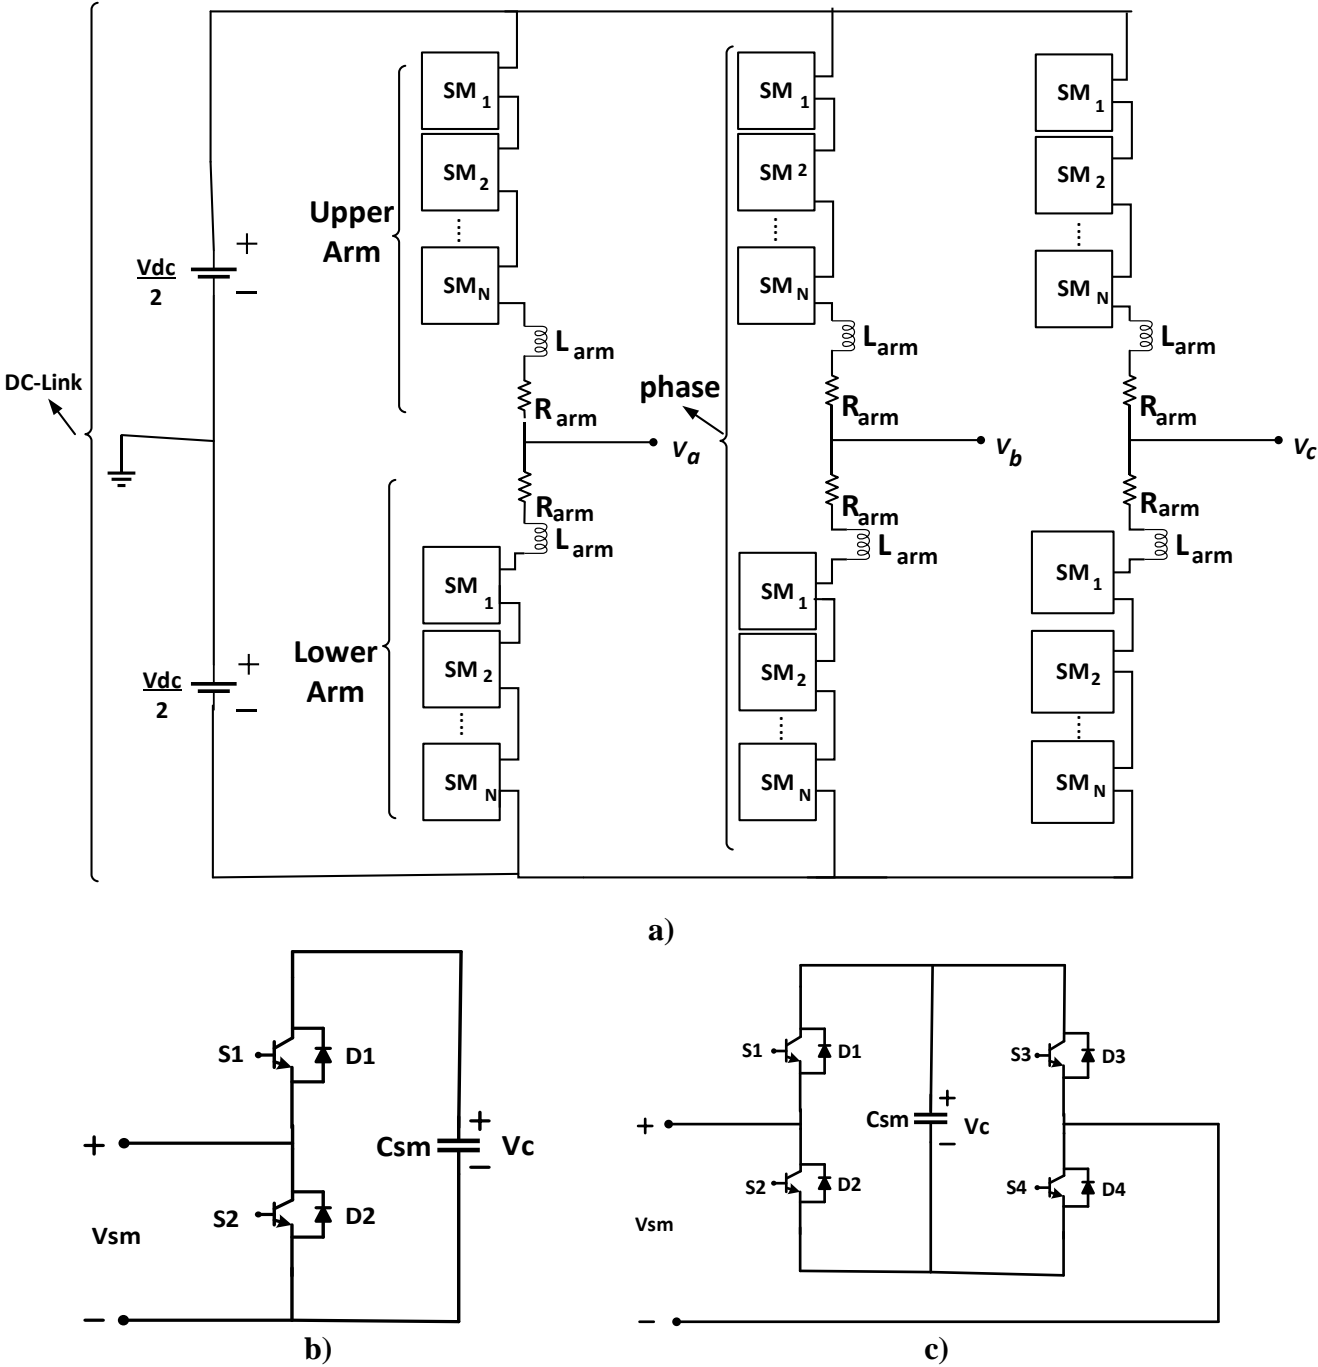 SM 1
SM 1
SM 1
SM 2
SM 2
SM 2
Upper
Arm
SM N
SM N
SM N
+
Vdc
2
−
L arm
L arm
L arm
DC-Link
phase
R arm
R arm
R arm
Va
Vb
Vc
R arm
R arm
R arm
L arm
L arm
L arm
SM 1
SM 1
SM 1
Lower
Arm
+
Vdc
2
−
SM 2
SM 2
SM 2
SM N
SM N
SM N
a)
S1
D1
+
Csm
+
−
Vc
S2
D2
Vsm
−
b)
S1
D1
S3
D3
+
Csm
+
−
Vc
S2
D2
S4
D4
Vsm
−
c)